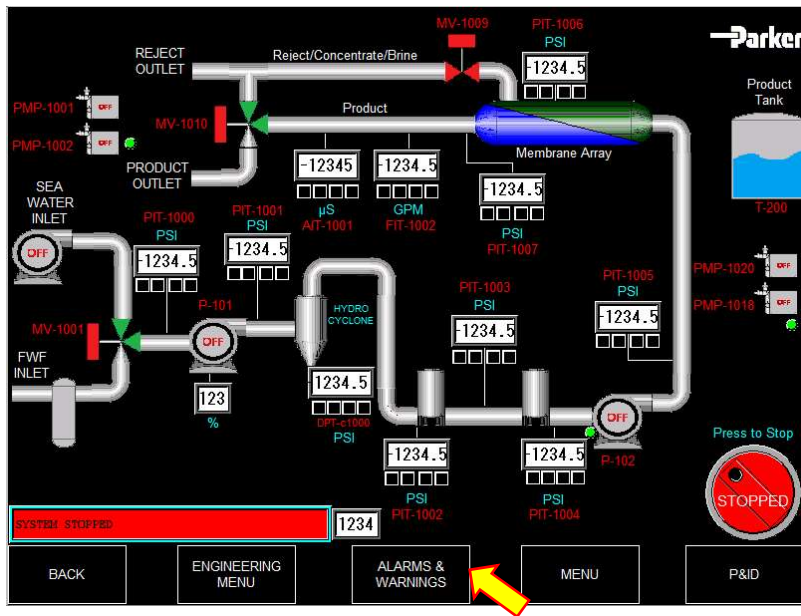 MV-1009
PIT-1006
PSI
-1234.5
Parker
REJECT
OUTLET
Reject/Concentrate/Brine
Product
Tank
T-200
PMP-1001
OFF
PMP-1002
OFF
MV-1010
Product
Membrane Array
PRODUCT
OUTLET
-12345
µS
AIT-1001
-1234.5
GPM
FIT-1002
-1234.5
PSI
PIT-1007
SEA
WATER
INLET
OFF
PIT-1000
PSI
-1234.5
PIT-1001
PSI
-1234.5
P-101
OFF
123
%
MV-1001
FWF
INLET
HYDRO
CYCLONE
1234.5
DPT-c1000
PSI
PIT-1003
PSI
-1234.5
PIT-1005
PSI
-1234.5
PMP-1020
OFF
PMP-1018
OFF
-1234.5
PSI
PIT-1002
-1234.5
PSI
PIT-1004
OFF
P-102
Press to Stop
STOPPED
SYSTEM STOPPED
1234
BACK
ENGINEERING
MENU
ALARMS &
WARNINGS
MENU
P&ID